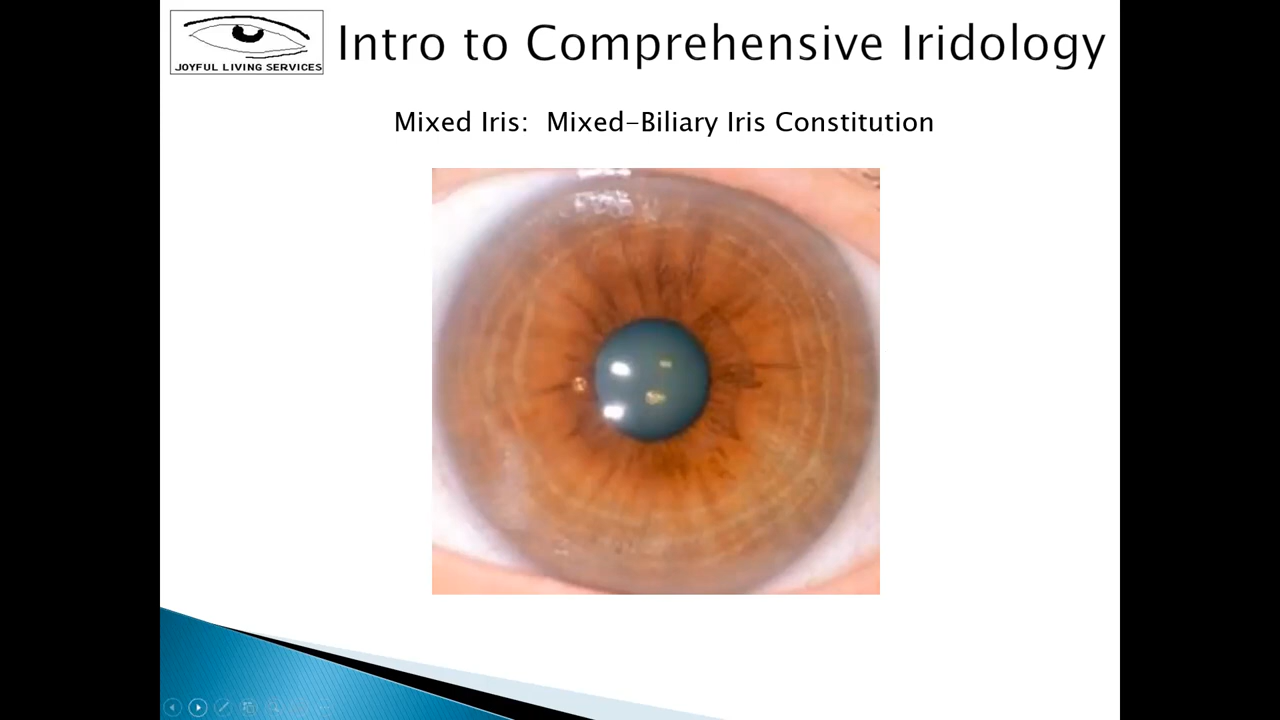 JOYFUL LIVING SERVICES
Intro to Comprehensive Iridology
Mixed Iris:  Mixed-Biliary Iris Constitution